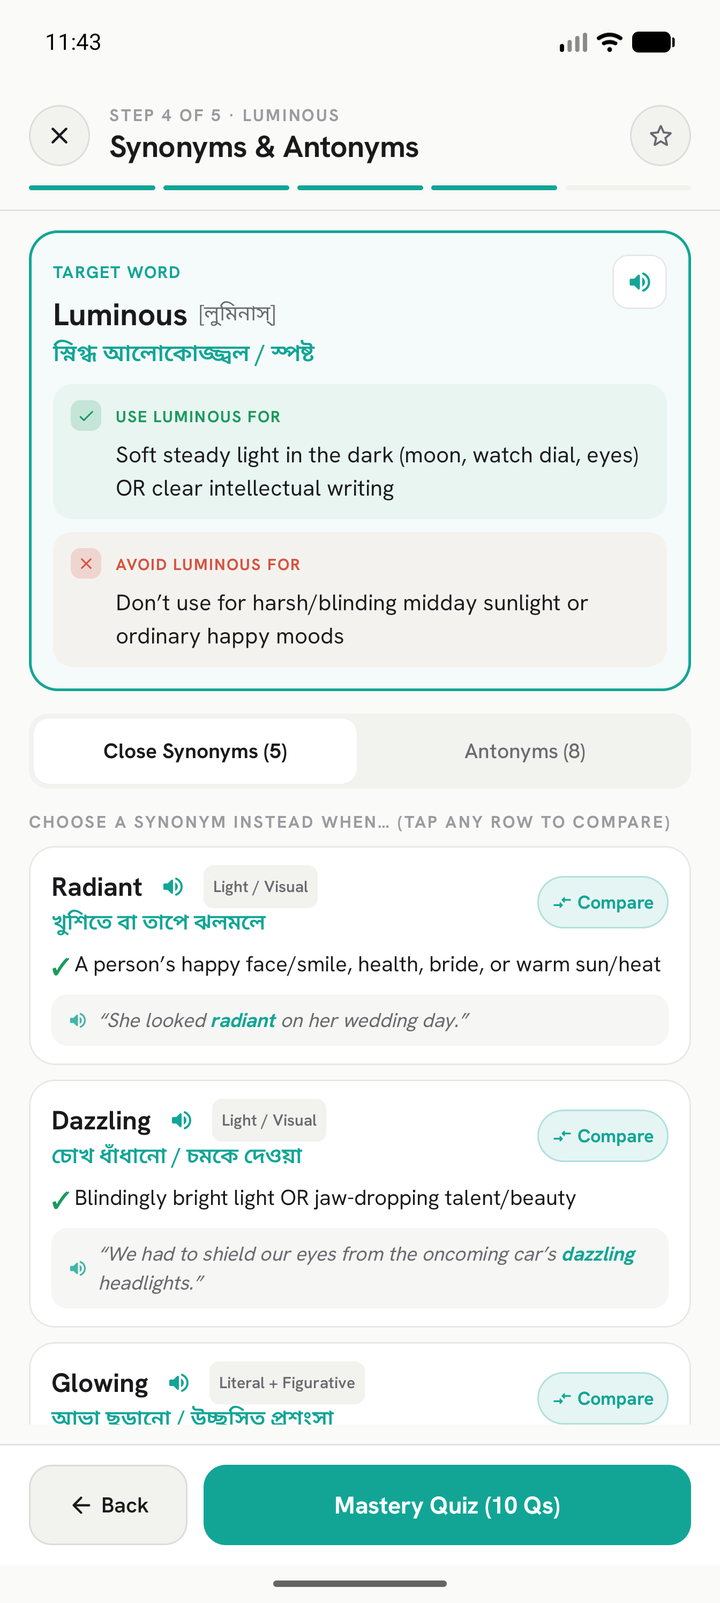 11:43
STEP 4 OF 5 · LUMINOUS
Synonyms & Antonyms
TARGET WORD
Luminous [লুমিনাস্]
স্নিগ্ধ আলোকোজ্জ্বল / স্পষ্ট
USE LUMINOUS FOR
Soft steady light in the dark (moon, watch dial, eyes)
OR clear intellectual writing
AVOID LUMINOUS FOR
Don’t use for harsh/blinding midday sunlight or
ordinary happy moods
Close Synonyms (5)
Antonyms (8)
CHOOSE A SYNONYM INSTEAD WHEN… (TAP ANY ROW TO COMPARE)
Radiant Light / Visual
Compare
খুশিতে বা তাপে ঝলমলে
✓ A person’s happy face/smile, health, bride, or warm sun/heat
“She looked radiant on her wedding day.”
Dazzling Light / Visual
Compare
চোখ ধাঁধানো / চমকে দেওয়া
✓ Blindingly bright light OR jaw-dropping talent/beauty
“We had to shield our eyes from the oncoming car’s dazzling
headlights.”
Glowing Literal + Figurative
Compare
আভা ছড়ানো / উচ্ছসিত প্রশংসা
← Back
Mastery Quiz (10 Qs)